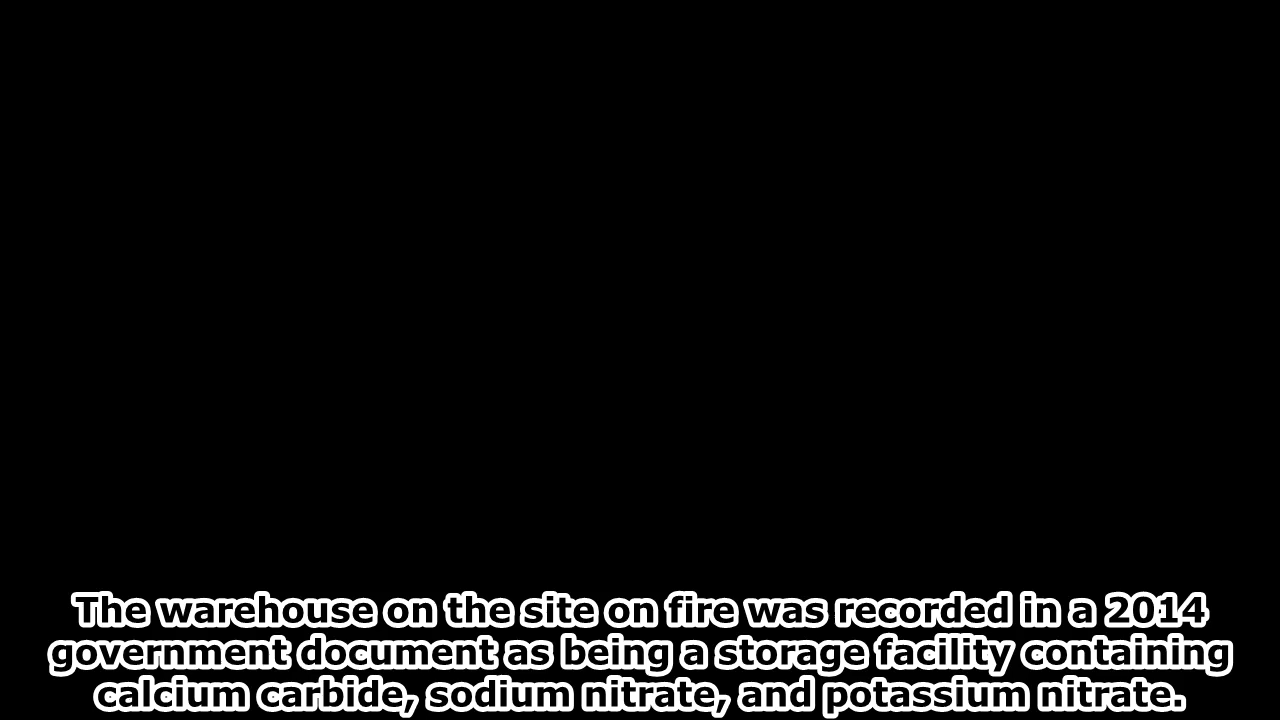 The warehouse on the site on fire was recorded in a 2014
government document as being a storage facility containing
calcium carbide, sodium nitrate, and potassium nitrate.